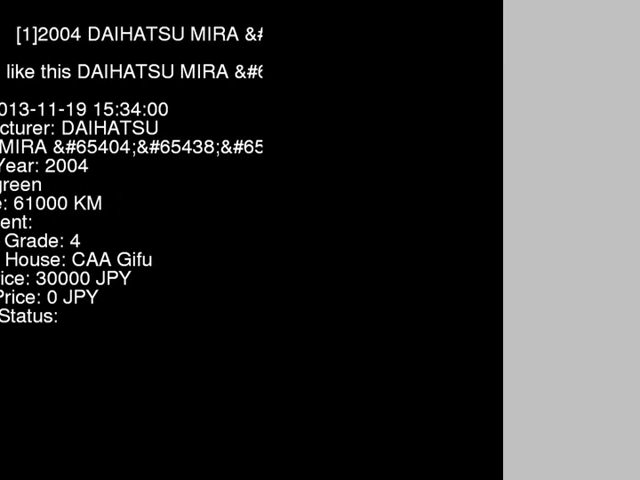 [1]2004 DAIHATSU MIRA &#
like this DAIHATSU MIRA &#6
013-11-19 15:34:00
cturer: DAIHATSU
MIRA &#65404;&#65438;&#65
Year: 2004
green
e: 61000 KM
ent:
Grade: 4
House: CAA Gifu
ice: 30000 JPY
Price: 0 JPY
Status: